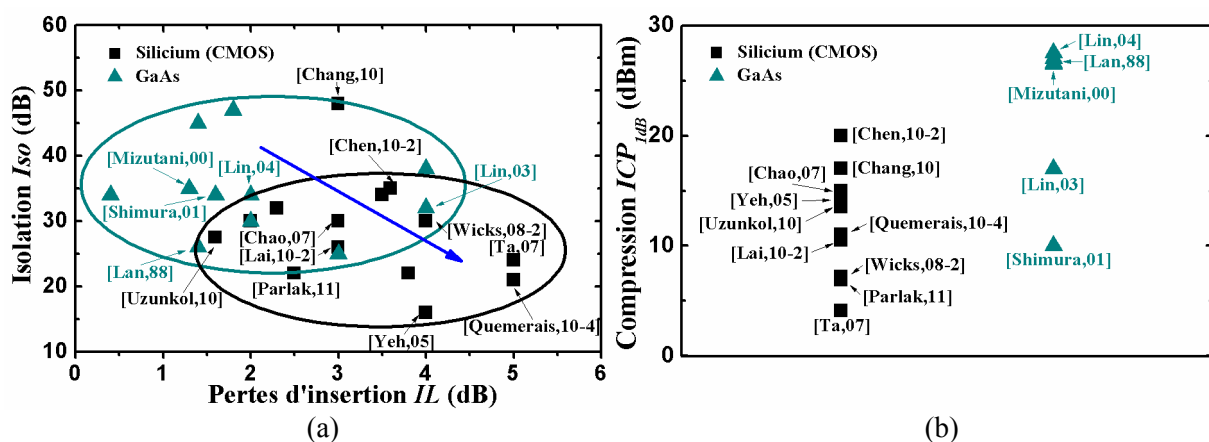 60
50
40
30
20
10
Isolation Iso (dB)
Silicium (CMOS)
GaAs
[Chang,10]
[Chen,10-2]
[Mizutani,00]
[Lin,04]
[Lin,03]
[Shimura,01]
[Chao,07]
[Wicks,08-2]
[Lai,10-2]
[Ta,07]
[Lan,88]
[Uzunkol,10]
[Parlak,11]
[Quemerais,10-4]
[Yeh,05]
0 1 2 3 4 5 6
Pertes d'insertion IL (dB)
(a)
30
20
10
0
Compression ICP1dB (dBm)
Silicium (CMOS)
GaAs
[Lin,04]
[Lan,88]
[Mizutani,00]
[Chen,10-2]
[Chao,07]
[Chang,10]
[Lin,03]
[Yeh,05]
[Uzunkol,10]
[Quemerais,10-4]
[Lai,10-2]
[Shimura,01]
[Wicks,08-2]
[Parlak,11]
[Ta,07]
(b)